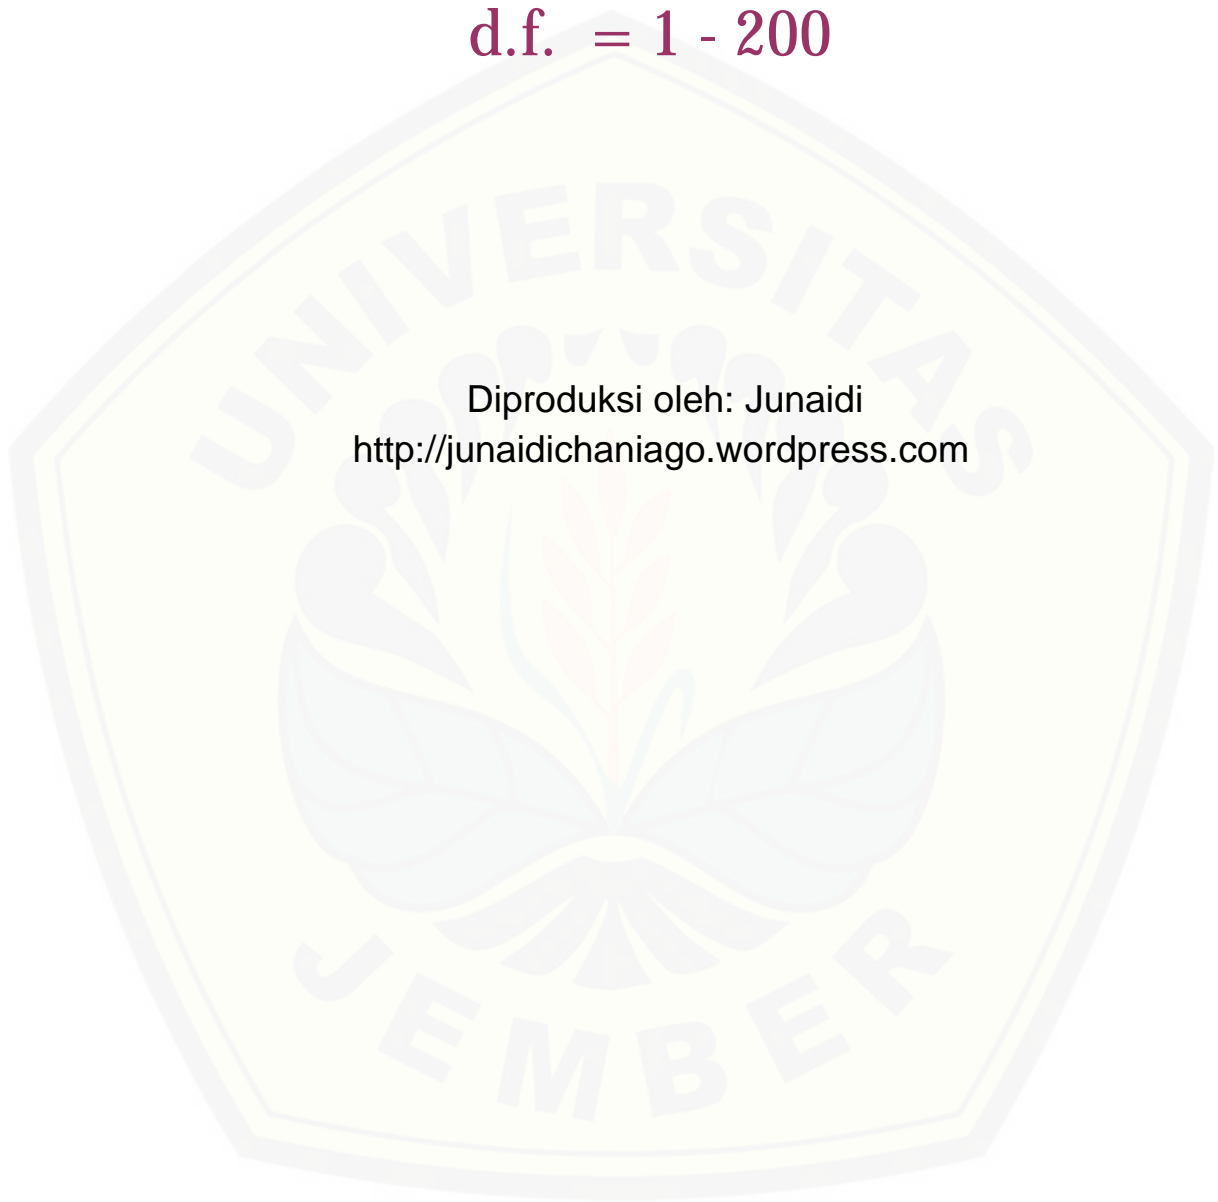 d.f. = 1 - 200
UNIVERSITAS
Diproduksi oleh: Junaidi
http://junaidichaniago.wordpress.com
JEMBER